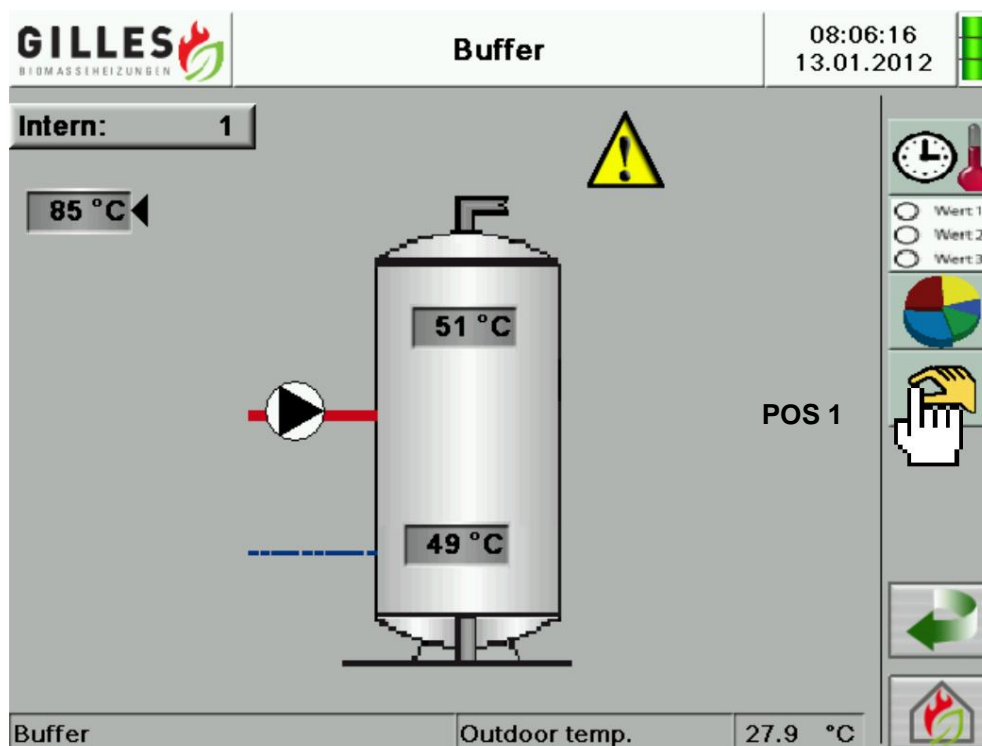 GILLES
BIOMASSEHEIZUNGEN
Buffer
08:06:16
13.01.2012
Intern: 1
85 °C
Wert 1
Wert 2
Wert 3
51 °C
POS 1
49 °C
Buffer
Outdoor temp.
27.9 °C